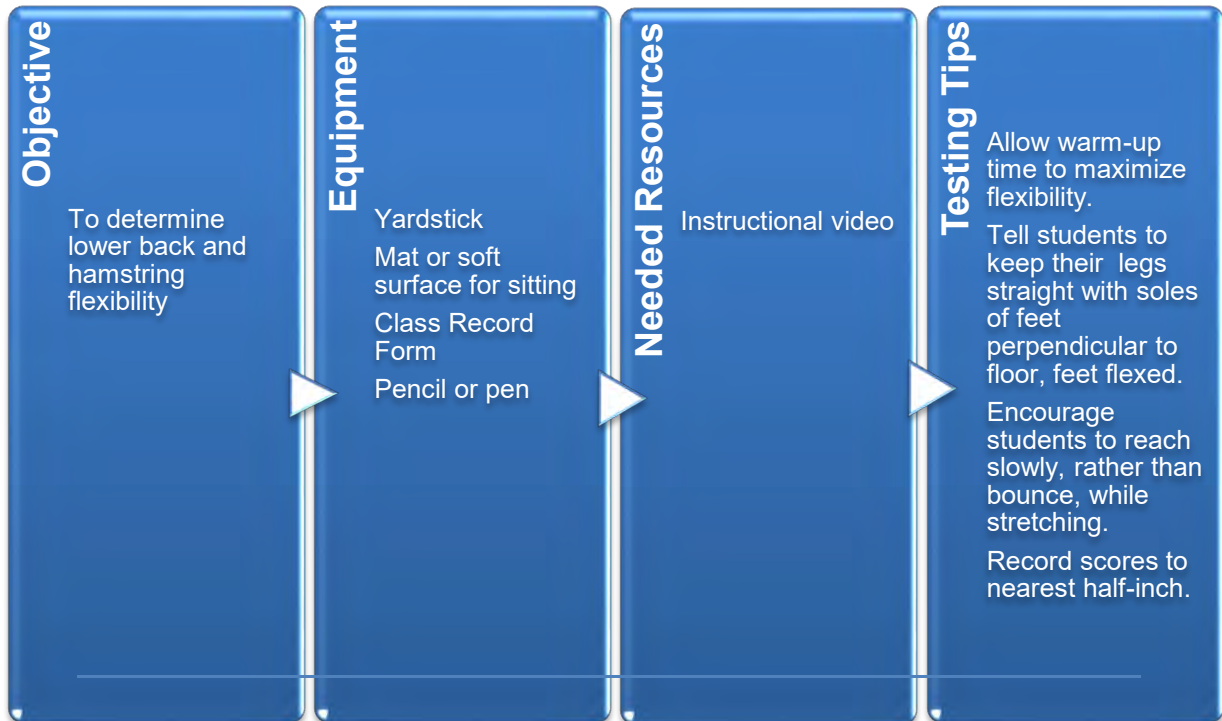 Objective
To determine
lower back and
hamstring
flexibility
Equipment
Yardstick
Mat or soft
surface for sitting
Class Record
Form
Pencil or pen
Needed Resources
Instructional video
Testing Tips
Allow warm-up
time to maximize
flexibility.
Tell students to
keep their  legs
straight with soles
of feet
perpendicular to
floor, feet flexed.
Encourage
students to reach
slowly, rather than
bounce, while
stretching.
Record scores to
nearest half-inch.